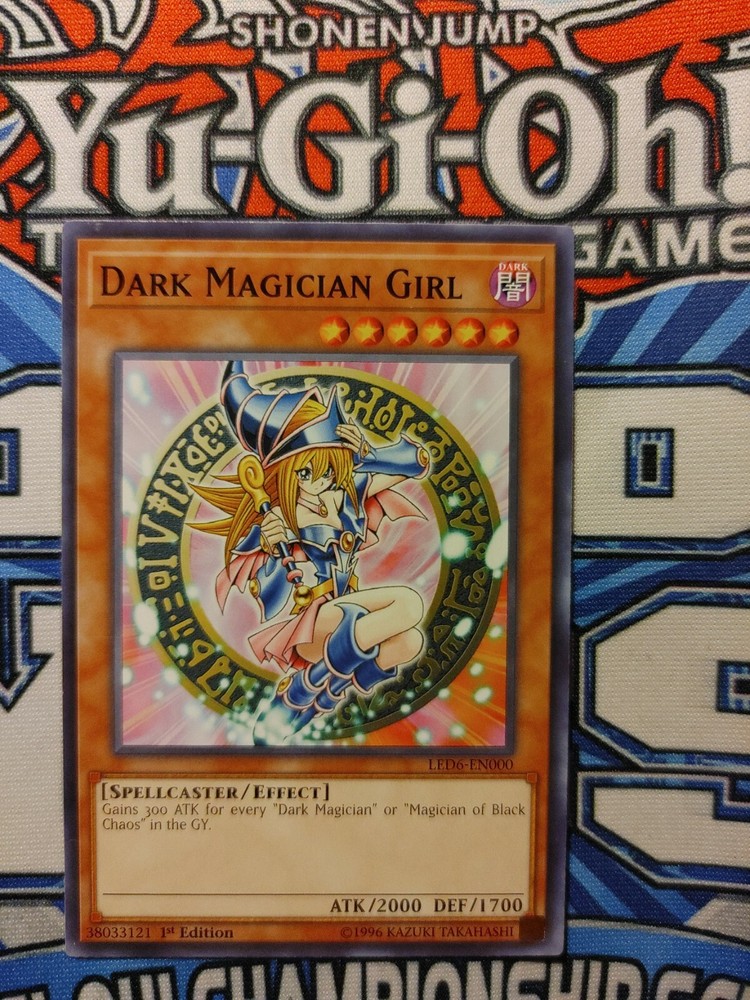 SHONEN JUMP
Yu-Gi-Oh!
GAME
DARK MAGICIAN GIRL
DARK
闇
LED6-EN000
[SPELLCASTER/EFFECT]
Gains 300 ATK for every "Dark Magician" or "Magician of Black
Chaos" in the GY.
ATK/2000 DEF/1700
38033121 1st Edition
©1996 KAZUKI TAKAHASHI
CHAMPIONSHIP